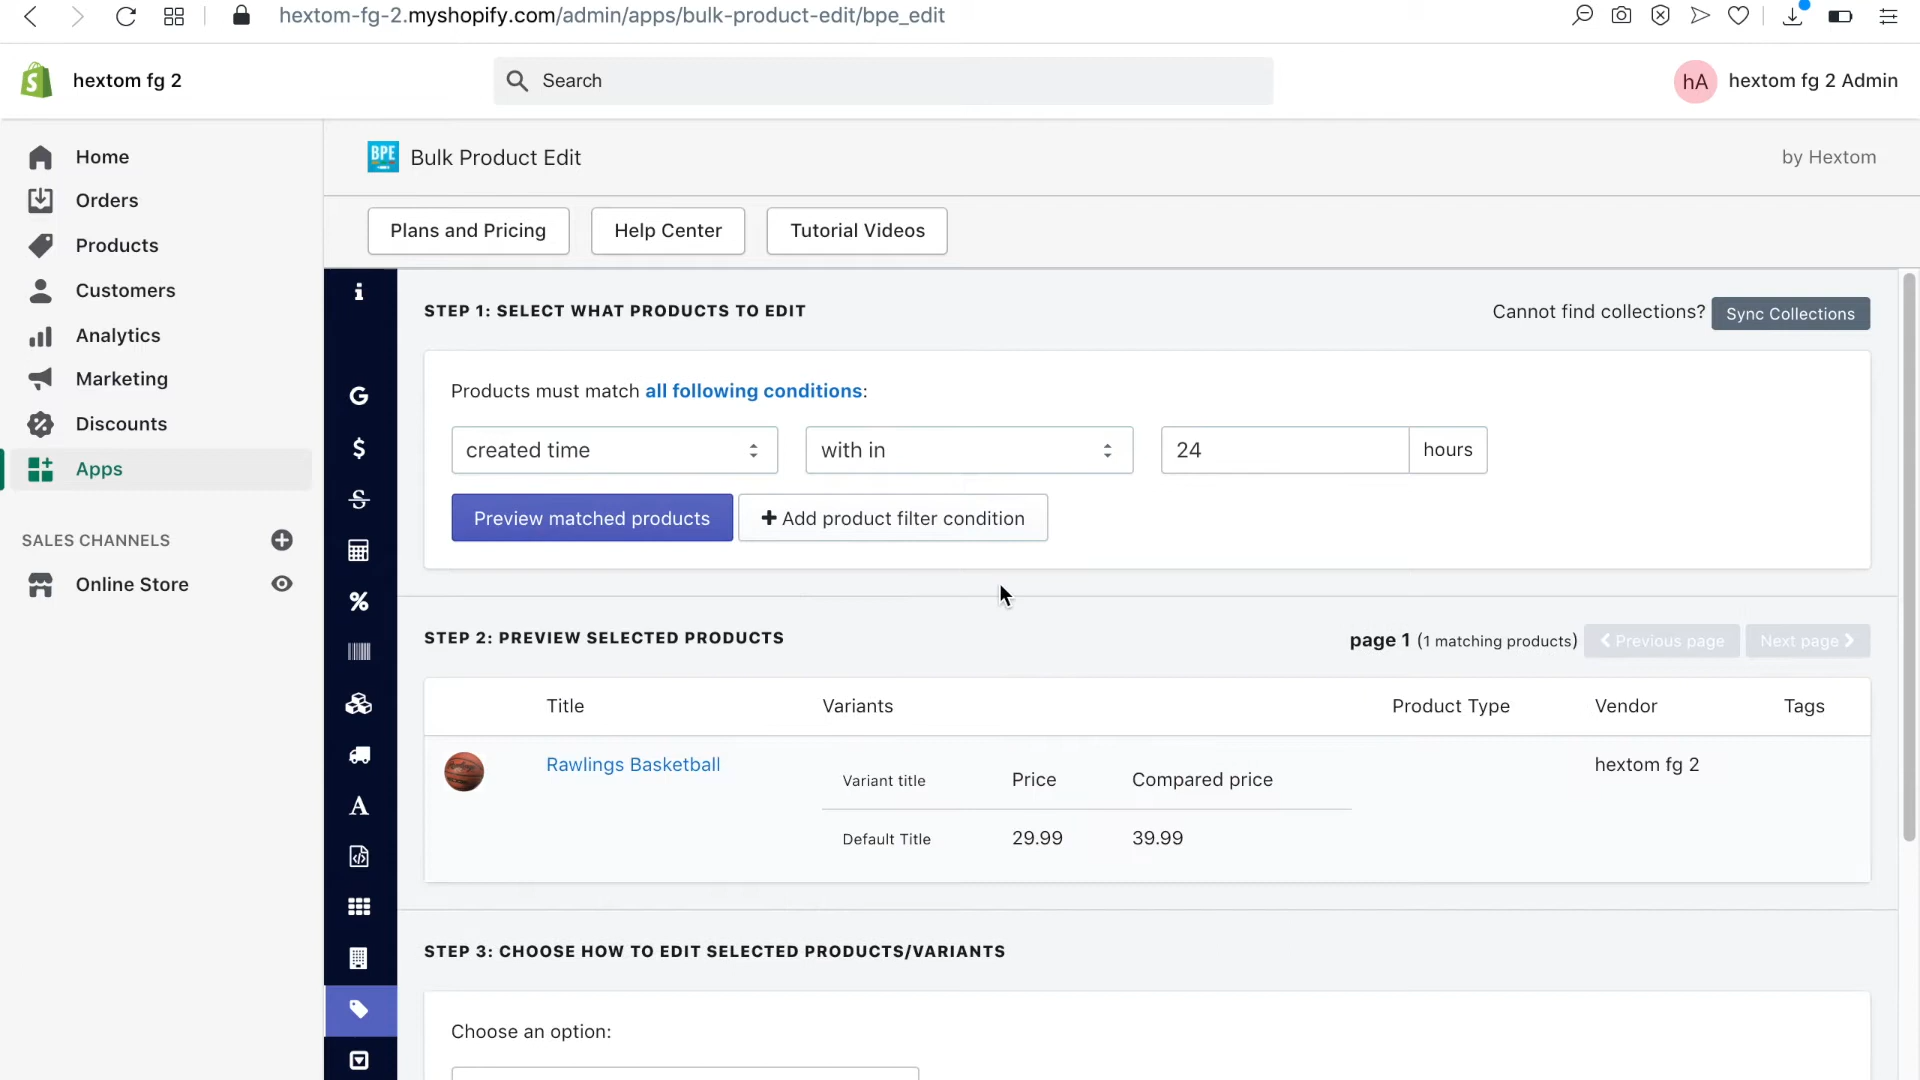 hextom-fg-2.myshopify.com/admin/apps/bulk-product-edit/bpe_edit
hextom fg 2
Search
hA
hextom fg 2 Admin
Home
Orders
Products
Customers
Analytics
Marketing
Discounts
Apps
SALES CHANNELS
Online Store
BPE
Bulk Product Edit
by Hextom
Plans and Pricing
Help Center
Tutorial Videos
STEP 1: SELECT WHAT PRODUCTS TO EDIT
Cannot find collections?
Sync Collections
Products must match all following conditions:
created time
with in
24
hours
Preview matched products
Add product filter condition
STEP 2: PREVIEW SELECTED PRODUCTS
page 1 (1 matching products)
Previous page
Next page
Title
Variants
Product Type
Vendor
Tags
Rawlings Basketball
Variant title
Price
Compared price
hextom fg 2
Default Title
29.99
39.99
STEP 3: CHOOSE HOW TO EDIT SELECTED PRODUCTS/VARIANTS
Choose an option: